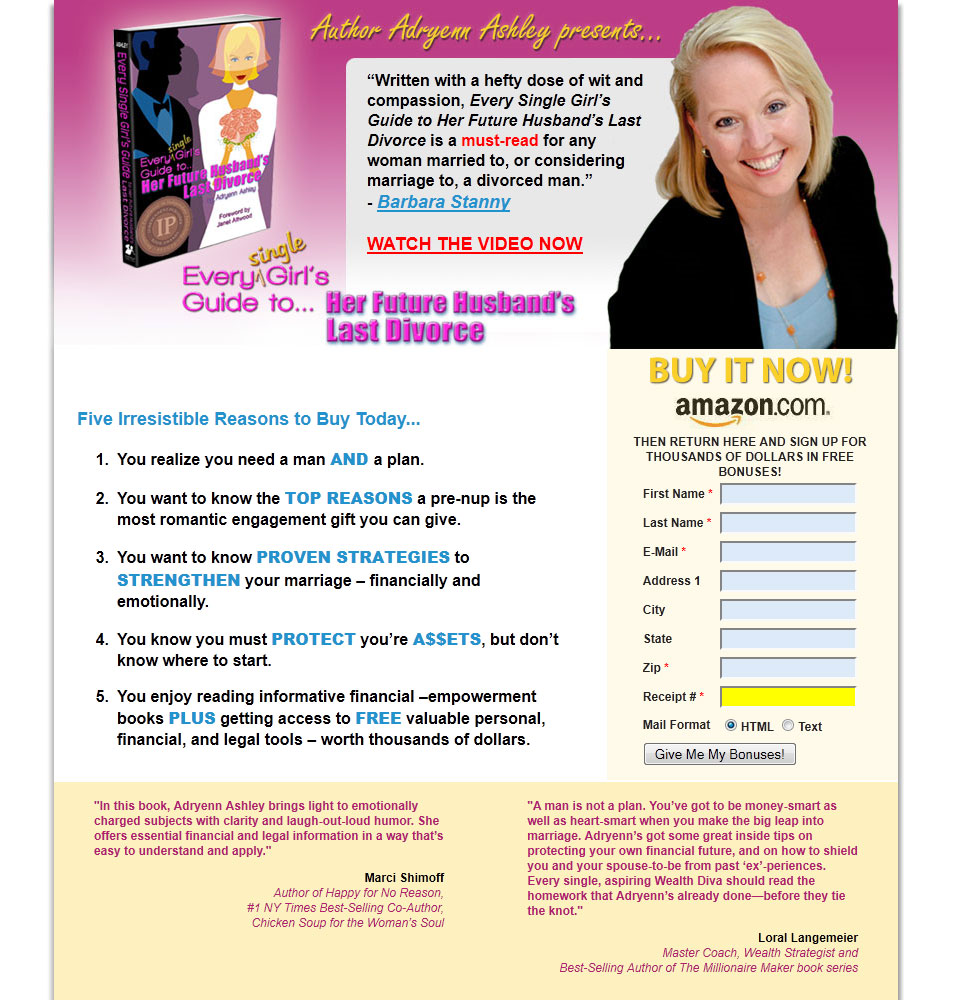 Author Adryenn Ashley presents...
ASHLEY
Every Single Girl's Guide
Last Divorce
Every single Girl's
Guide to...
Her Future Husband's
Last Divorce
Adryenn Ashley
Foreword by
Janet Attwood
IP
“Written with a hefty dose of wit and
compassion, Every Single Girl’s
Guide to Her Future Husband’s Last
Divorce is a must-read for any
woman married to, or considering
marriage to, a divorced man.”
- Barbara Stanny
WATCH THE VIDEO NOW
Every single Girl's
Guide to...
Her Future Husband's
Last Divorce
Five Irresistible Reasons to Buy Today...
1. You realize you need a man AND a plan.
2. You want to know the TOP REASONS a pre-nup is the
most romantic engagement gift you can give.
3. You want to know PROVEN STRATEGIES to
STRENGTHEN your marriage – financially and
emotionally.
4. You know you must PROTECT you’re A$$ETS, but don’t
know where to start.
5. You enjoy reading informative financial –empowerment
books PLUS getting access to FREE valuable personal,
financial, and legal tools – worth thousands of dollars.
BUY IT NOW!
amazon.com
THEN RETURN HERE AND SIGN UP FOR
THOUSANDS OF DOLLARS IN FREE
BONUSES!
First Name *
Last Name *
E-Mail *
Address 1
City
State
Zip *
Receipt # *
Mail Format HTML Text
Give Me My Bonuses!
"In this book, Adryenn Ashley brings light to emotionally
charged subjects with clarity and laugh-out-loud humor. She
offers essential financial and legal information in a way that’s
easy to understand and apply."
Marci Shimoff
Author of Happy for No Reason,
#1 NY Times Best-Selling Co-Author,
Chicken Soup for the Woman’s Soul
"A man is not a plan. You’ve got to be money-smart as
well as heart-smart when you make the big leap into
marriage. Adryenn’s got some great inside tips on
protecting your own financial future, and on how to shield
you and your spouse-to-be from past ‘ex’-periences.
Every single, aspiring Wealth Diva should read the
homework that Adryenn’s already done—before they tie
the knot."
Loral Langemeier
Master Coach, Wealth Strategist and
Best-Selling Author of The Millionaire Maker book series